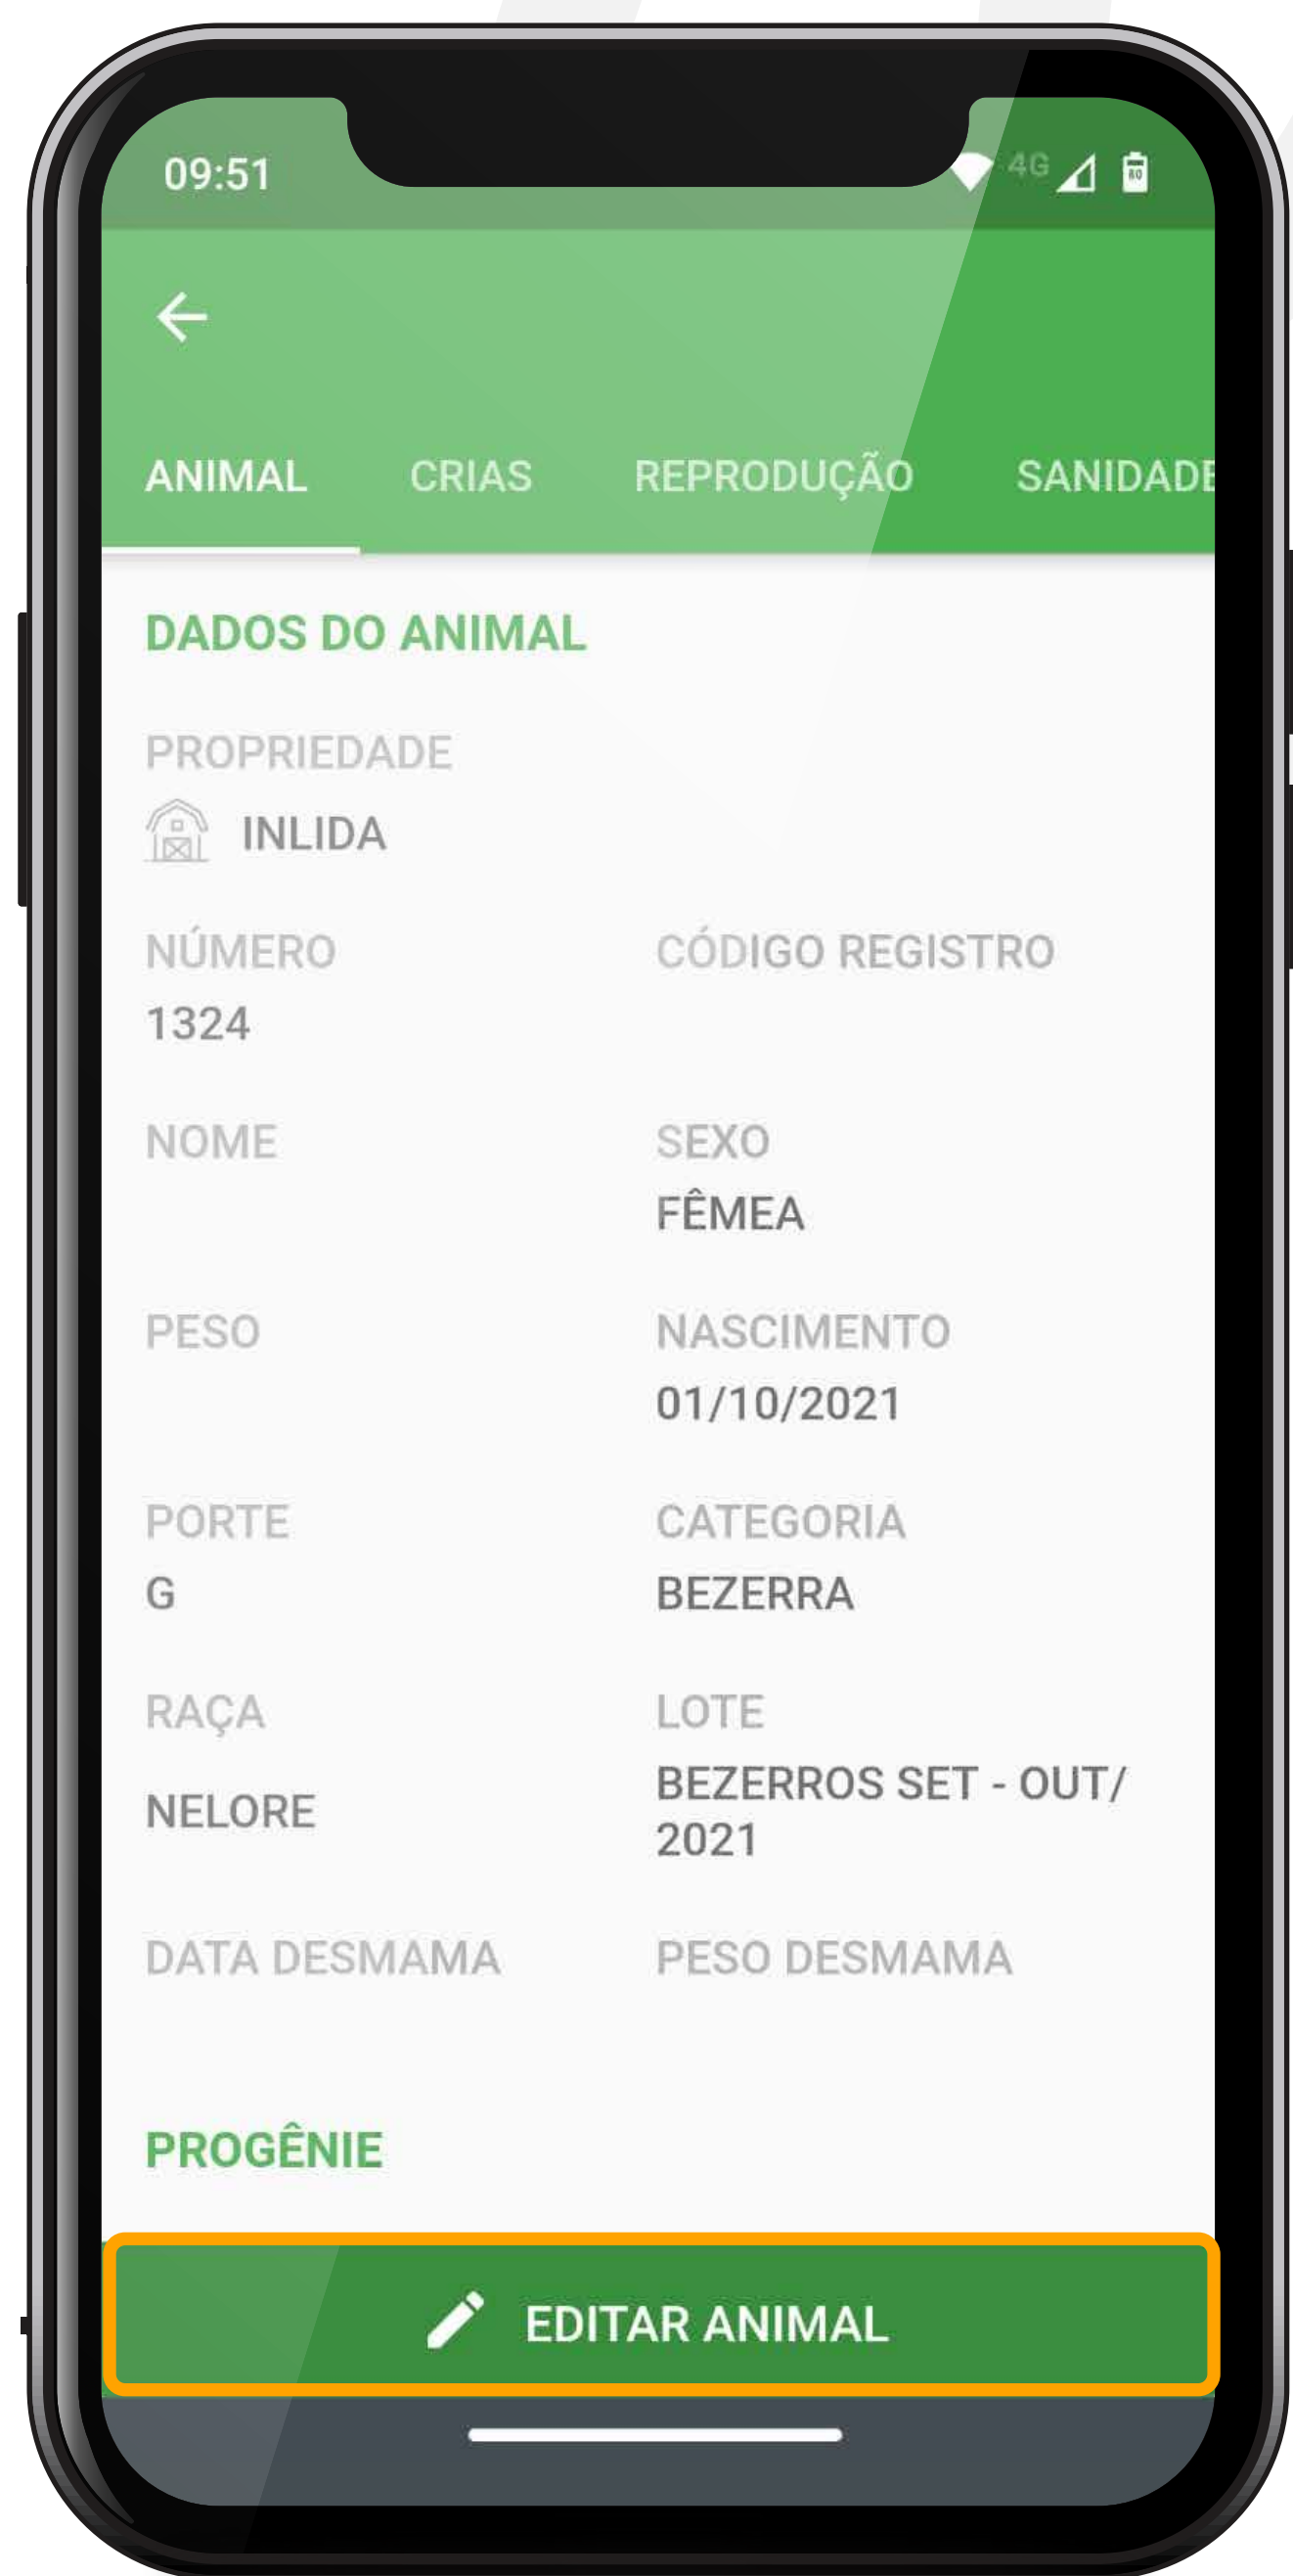 09:51
4G
80
ANIMAL CRIAS REPRODUÇÃO SANIDADE
DADOS DO ANIMAL
PROPRIEDADE
INLIDA
NÚMERO CÓDIGO REGISTRO
1324
NOME SEXO
FÊMEA
PESO NASCIMENTO
01/10/2021
PORTE CATEGORIA
G BEZERRA
RAÇA LOTE
NELORE BEZERROS SET - OUT/
2021
DATA DESMAMA PESO DESMAMA
PROGÊNIE
EDITAR ANIMAL